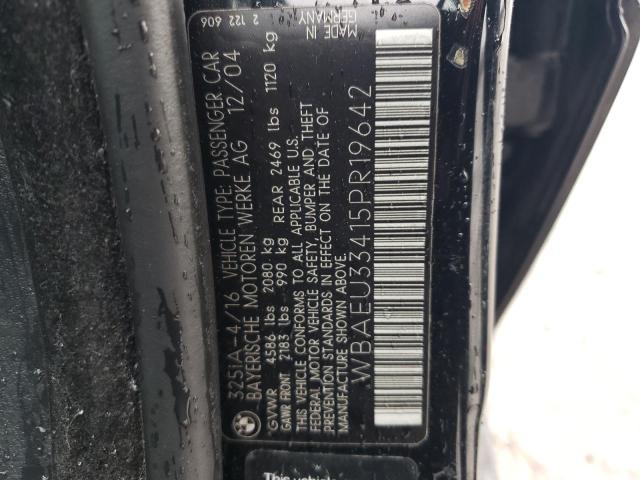 325IA-4/16 VEHICLE TYPE: PASSENGER CAR
BAYERISCHE MOTOREN WERKE AG 12/04
GVWR 4586 lbs 2080 kg
GAWR FRONT 2183 lbs 990 kg REAR 2469 lbs 1120 kg
THIS VEHICLE CONFORMS TO ALL APPLICABLE U.S.
FEDERAL MOTOR VEHICLE SAFETY, BUMPER AND THEFT
PREVENTION STANDARDS IN EFFECT ON THE DATE OF
MANUFACTURE SHOWN ABOVE.
WBAEU33415PR19642
2 122 606
MADE IN
GERMANY
This vehicle